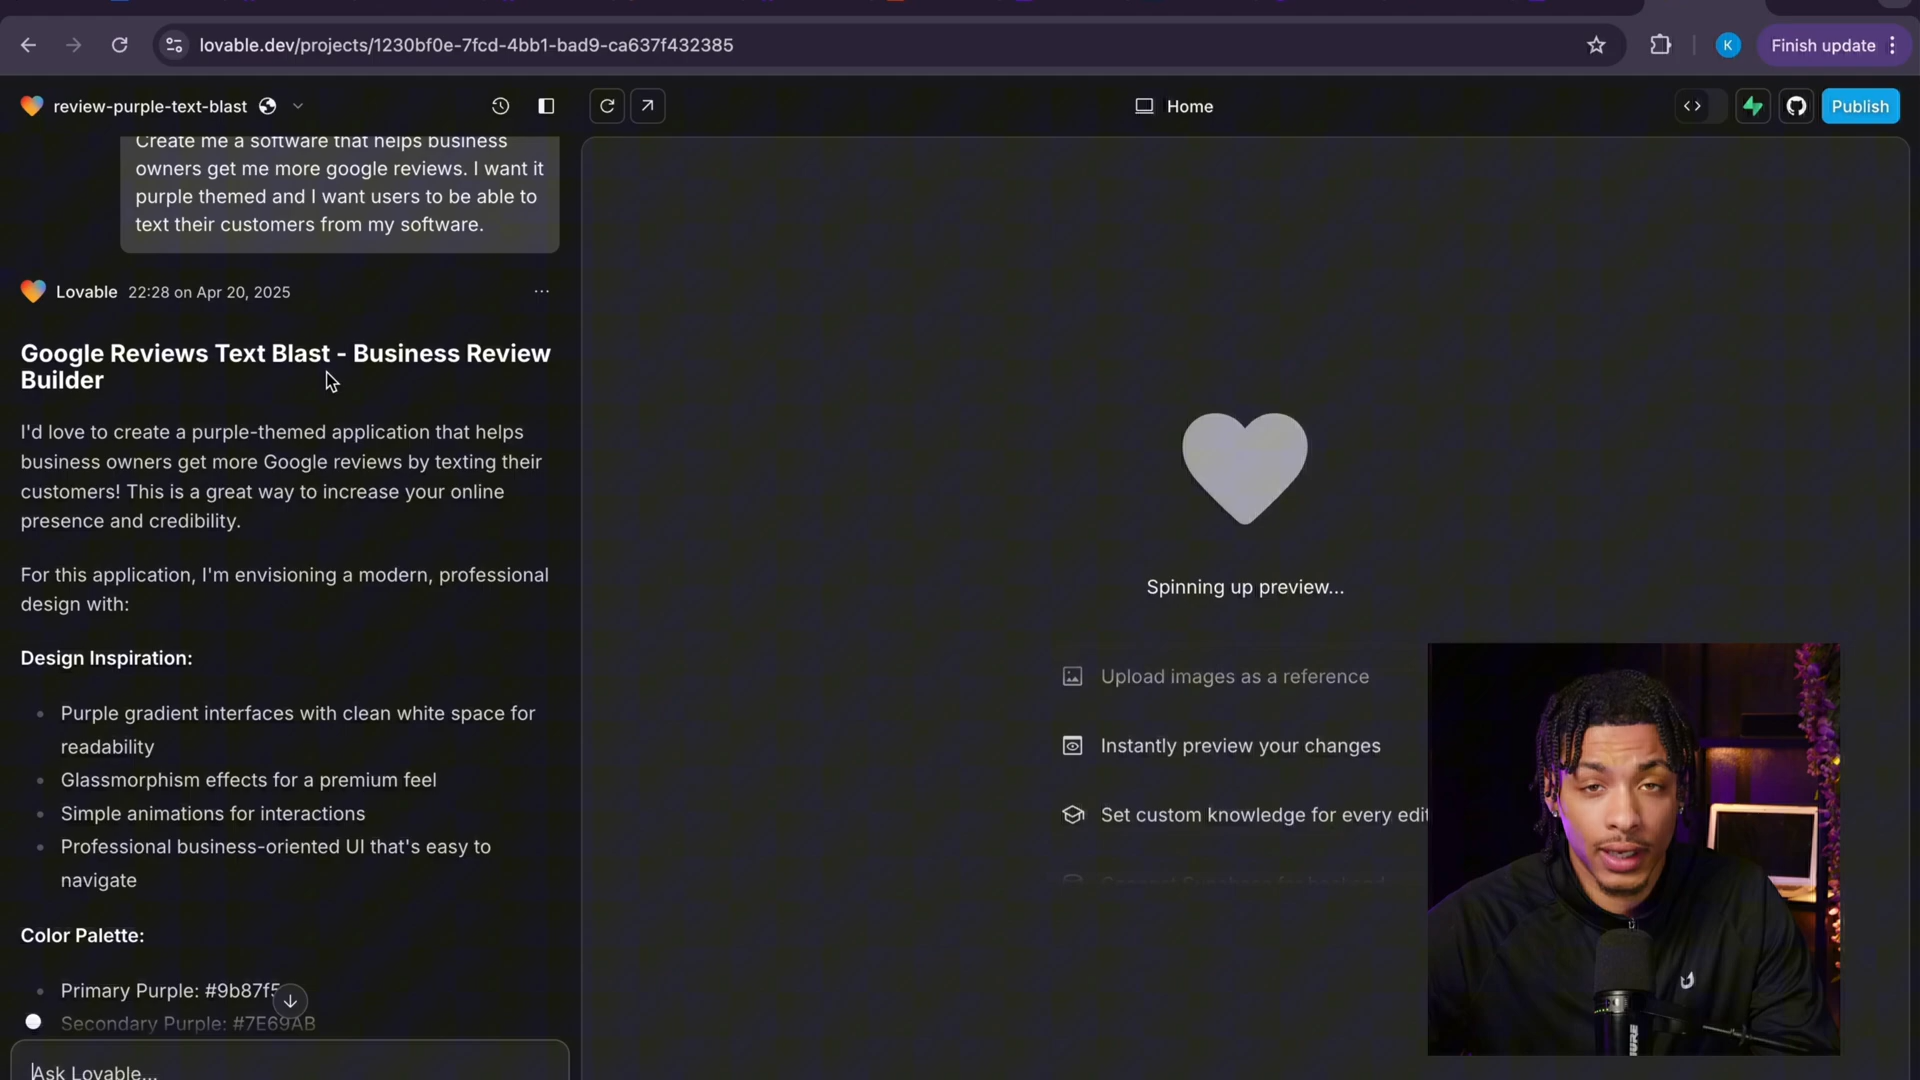 lovable.dev/projects/1230bf0e-7fcd-4bb1-bad9-ca637f432385
K
Finish update
review-purple-text-blast
Home
Publish
Create me a software that helps business
owners get me more google reviews. I want it
purple themed and I want users to be able to
text their customers from my software.
Lovable 22:28 on Apr 20, 2025
Google Reviews Text Blast - Business Review
Builder
I'd love to create a purple-themed application that helps
business owners get more Google reviews by texting their
customers! This is a great way to increase your online
presence and credibility.
For this application, I'm envisioning a modern, professional
design with:
Design Inspiration:
Purple gradient interfaces with clean white space for
readability
Glassmorphism effects for a premium feel
Simple animations for interactions
Professional business-oriented UI that's easy to
navigate
Color Palette:
Primary Purple: #9b87f5
Secondary Purple: #7E69AB
Ask Lovable...
Spinning up preview...
Upload images as a reference
Instantly preview your changes
Set custom knowledge for every edit